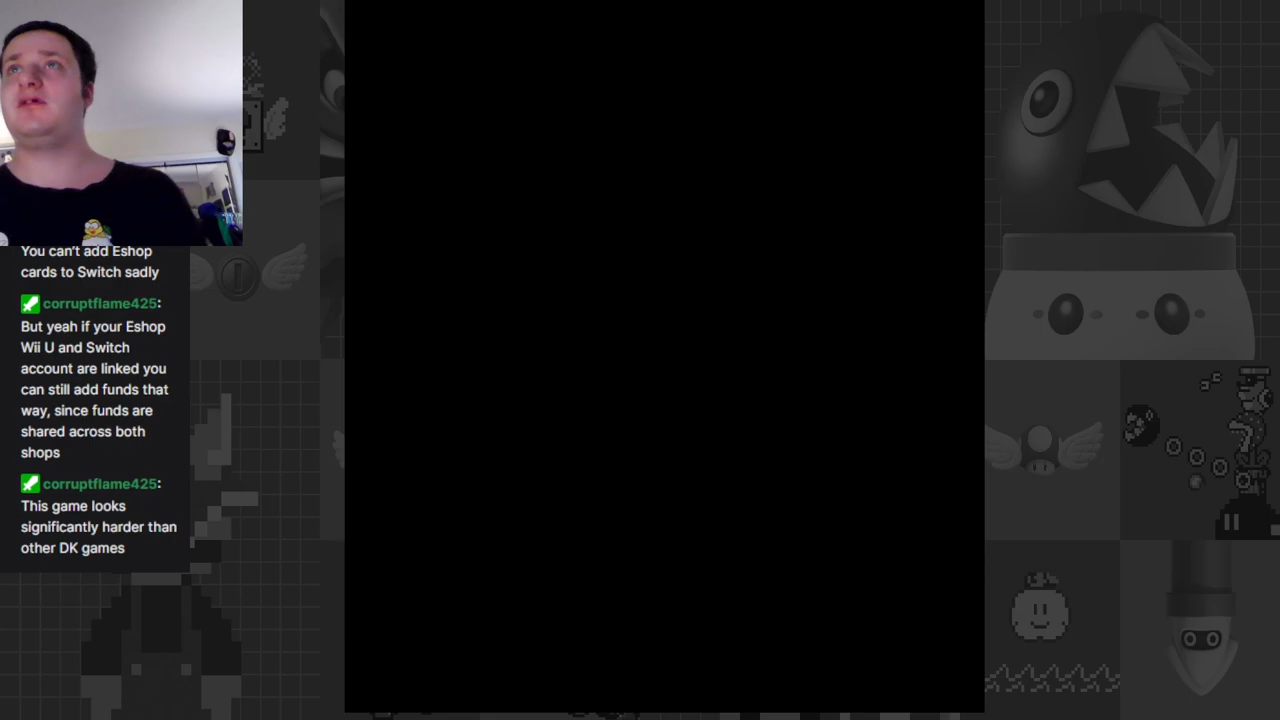 You can't add Eshop
cards to Switch sadly
corruptflame425:
But yeah if your Eshop
Wii U and Switch
account are linked you
can still add funds that
way, since funds are
shared across both
shops
corruptflame425:
This game looks
significantly harder than
other DK games